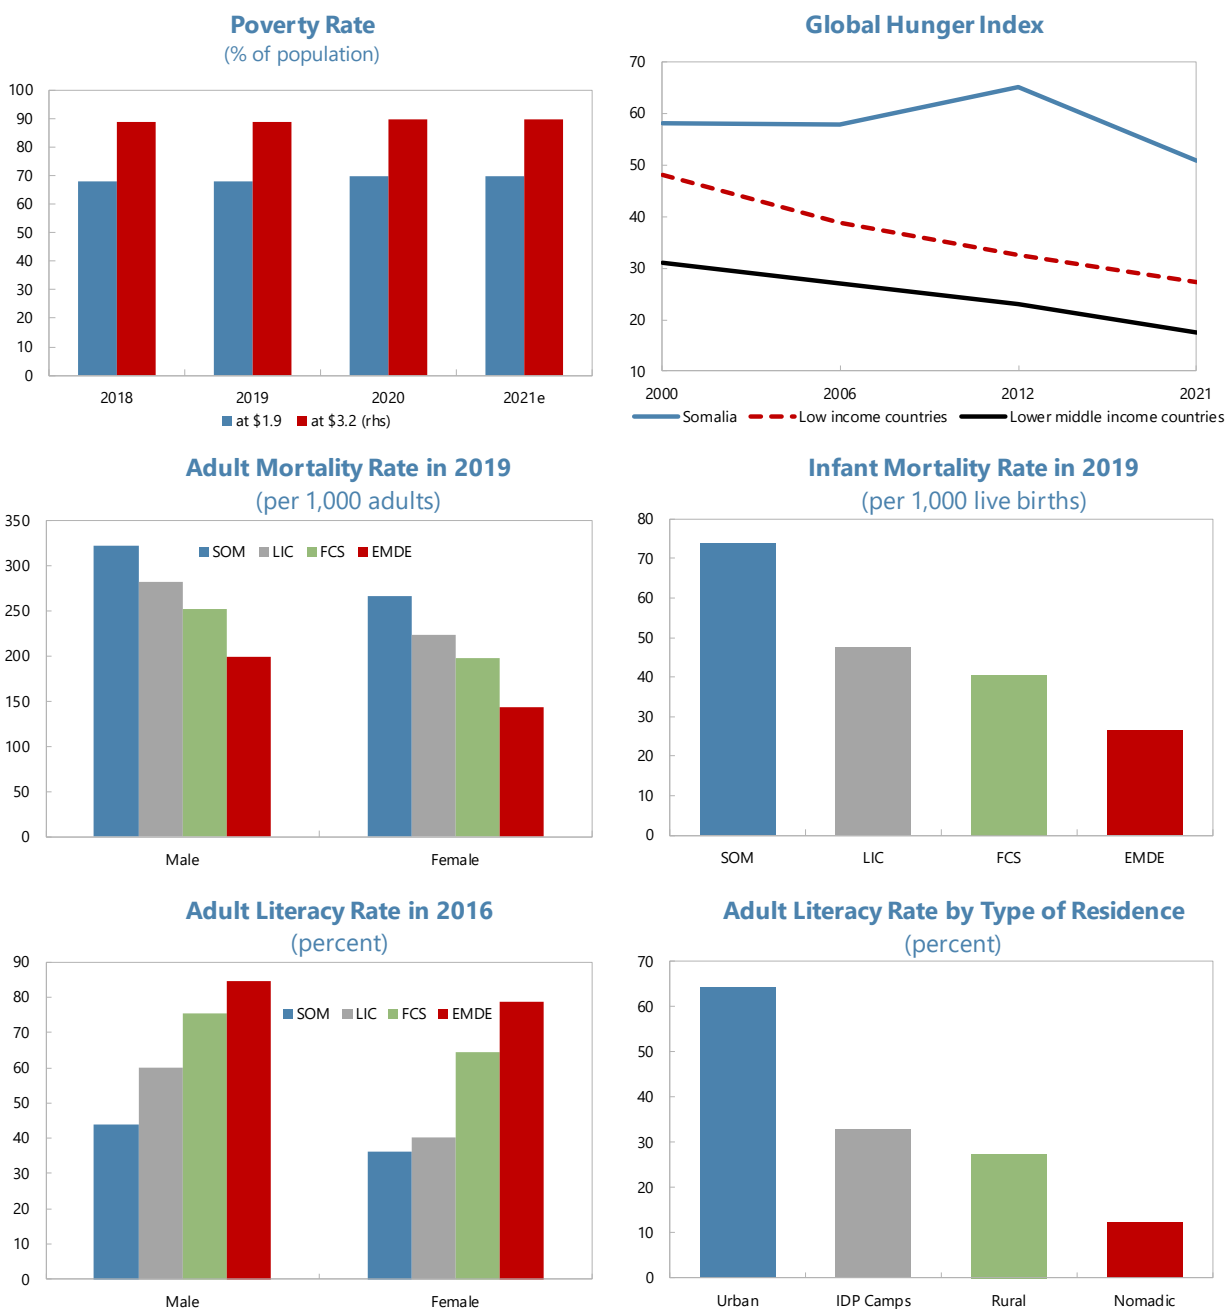 Poverty Rate
(% of population)
100
90
80
70
60
50
40
30
20
10
0
2018 2019 2020 2021e
at $1.9 at $3.2 (rhs)
Global Hunger Index
70
60
50
40
30
20
10
2000 2006 2012 2021
Somalia Low income countries Lower middle income countries
Adult Mortality Rate in 2019
(per 1,000 adults)
350
300
250
200
150
100
50
0
SOM LIC FCS EMDE
Male Female
Infant Mortality Rate in 2019
(per 1,000 live births)
80
70
60
50
40
30
20
10
0
SOM LIC FCS EMDE
Adult Literacy Rate in 2016
(percent)
90
80
70
60
50
40
30
20
10
0
SOM LIC FCS EMDE
Male Female
Adult Literacy Rate by Type of Residence
(percent)
70
60
50
40
30
20
10
0
Urban IDP Camps Rural Nomadic